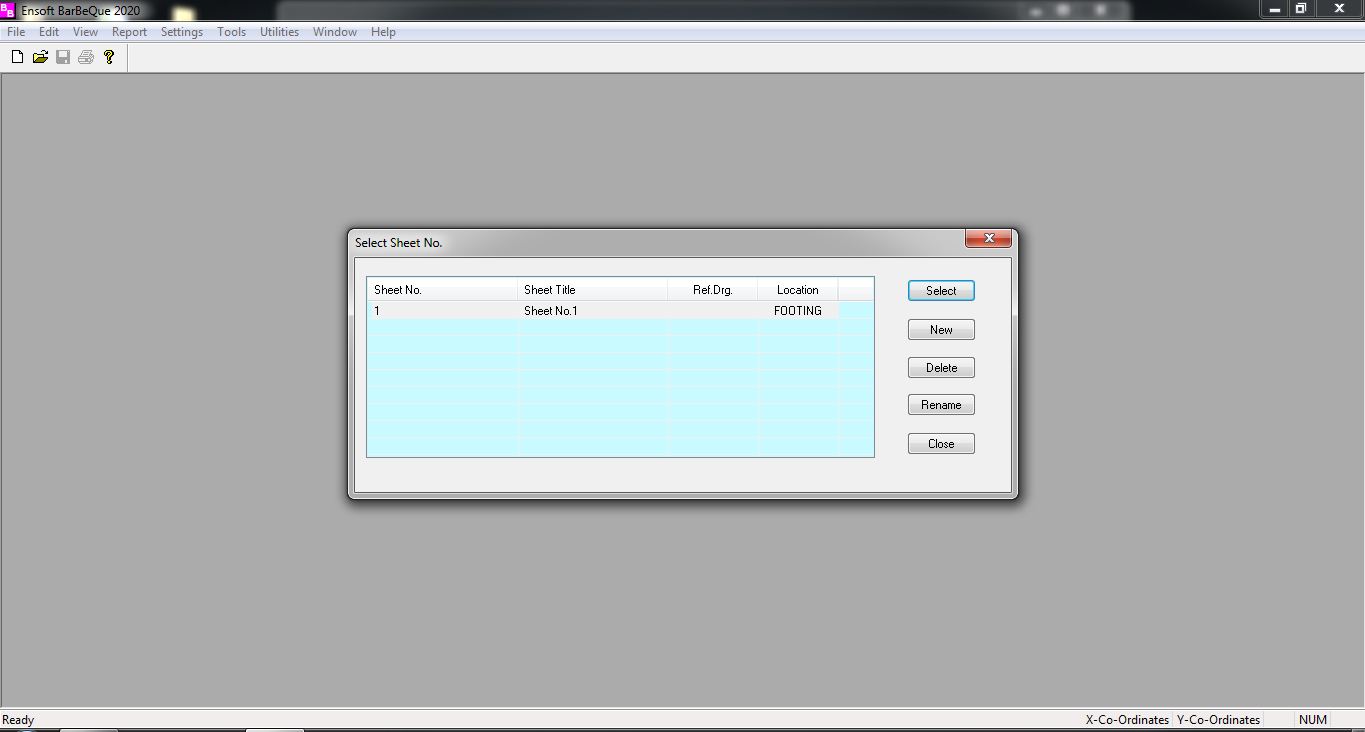 Ensoft BarBeQue 2020
File Edit View Report Settings Tools Utilities Window Help
Select Sheet No.
Sheet No. Sheet Title Ref.Drg. Location
1 Sheet No.1 FOOTING
Select
New
Delete
Rename
Close
Ready X-Co-Ordinates Y-Co-Ordinates NUM